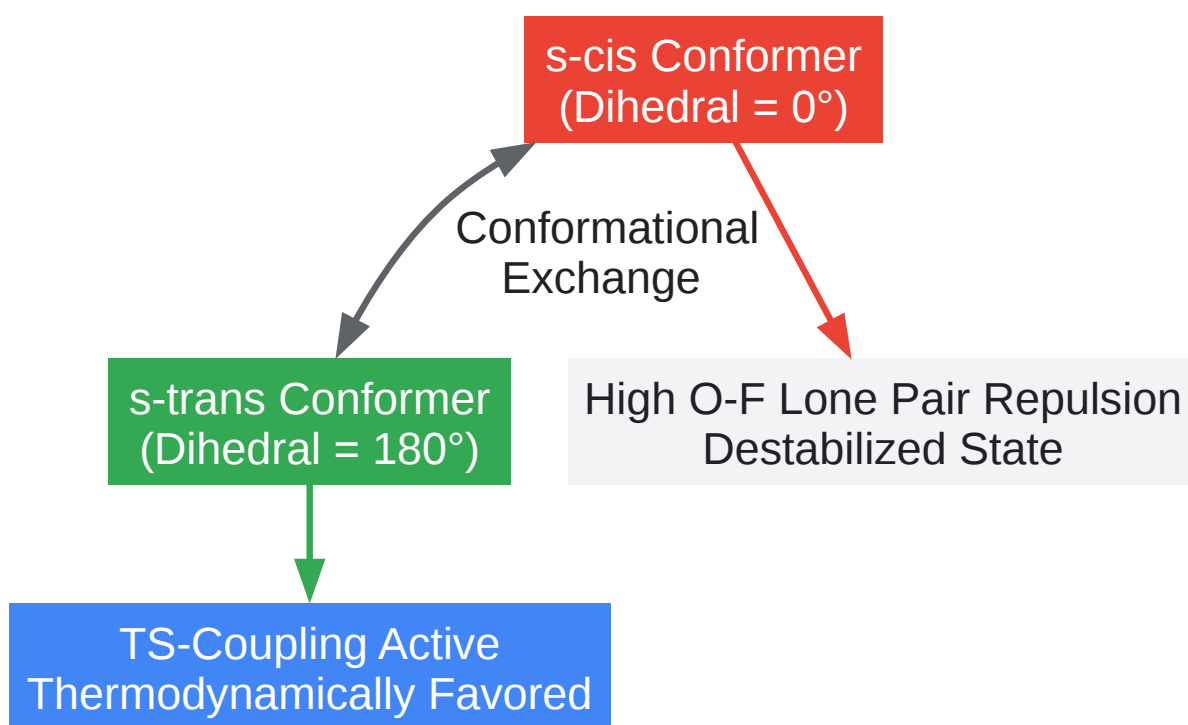 s-cis Conformer
(Dihedral = 0°)
Conformational
Exchange
s-trans Conformer
(Dihedral = 180°)
High O-F Lone Pair Repulsion
Destabilized State
TS-Coupling Active
Thermodynamically Favored